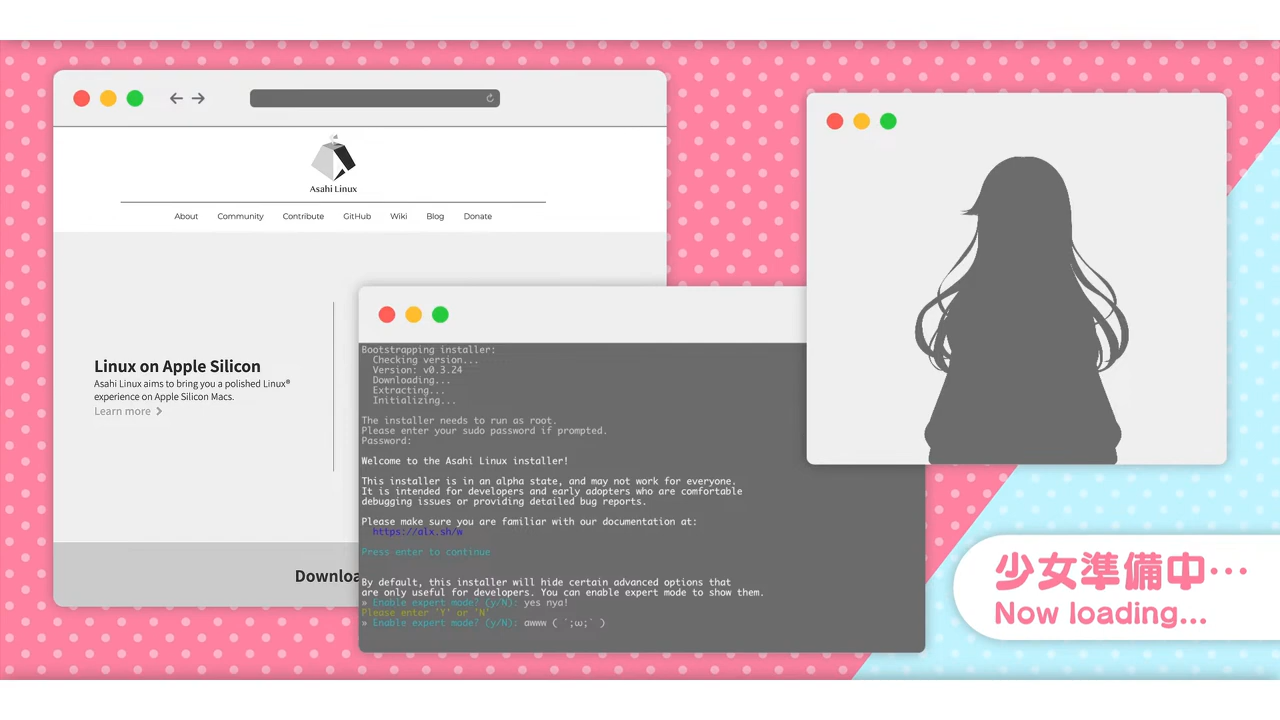 Asahi Linux
About Community Contribute GitHub Wiki Blog Donate
Linux on Apple Silicon
Asahi Linux aims to bring you a polished Linux®
experience on Apple Silicon Macs.
Learn more
Bootstrapping installer:
Checking version...
Version: v0.3.24
Downloading...
Extracting...
Initializing...
The installer needs to run as root.
Please enter your sudo password if prompted.
Password:
Welcome to the Asahi Linux installer!
This installer is in an alpha state, and may not work for everyone.
It is intended for developers and early adopters who are comfortable
debugging issues or providing detailed bug reports.
Please make sure you are familiar with our documentation at:
https://alx.sh/w
Press enter to continue
By default, this installer will hide certain advanced options that
are only useful for developers. You can enable expert mode to show them.
» Enable expert mode? (y/N): yes nya!
Please enter 'Y' or 'N'
» Enable expert mode? (y/N): awww ( ´;ω;` )
少女準備中…
Now loading...